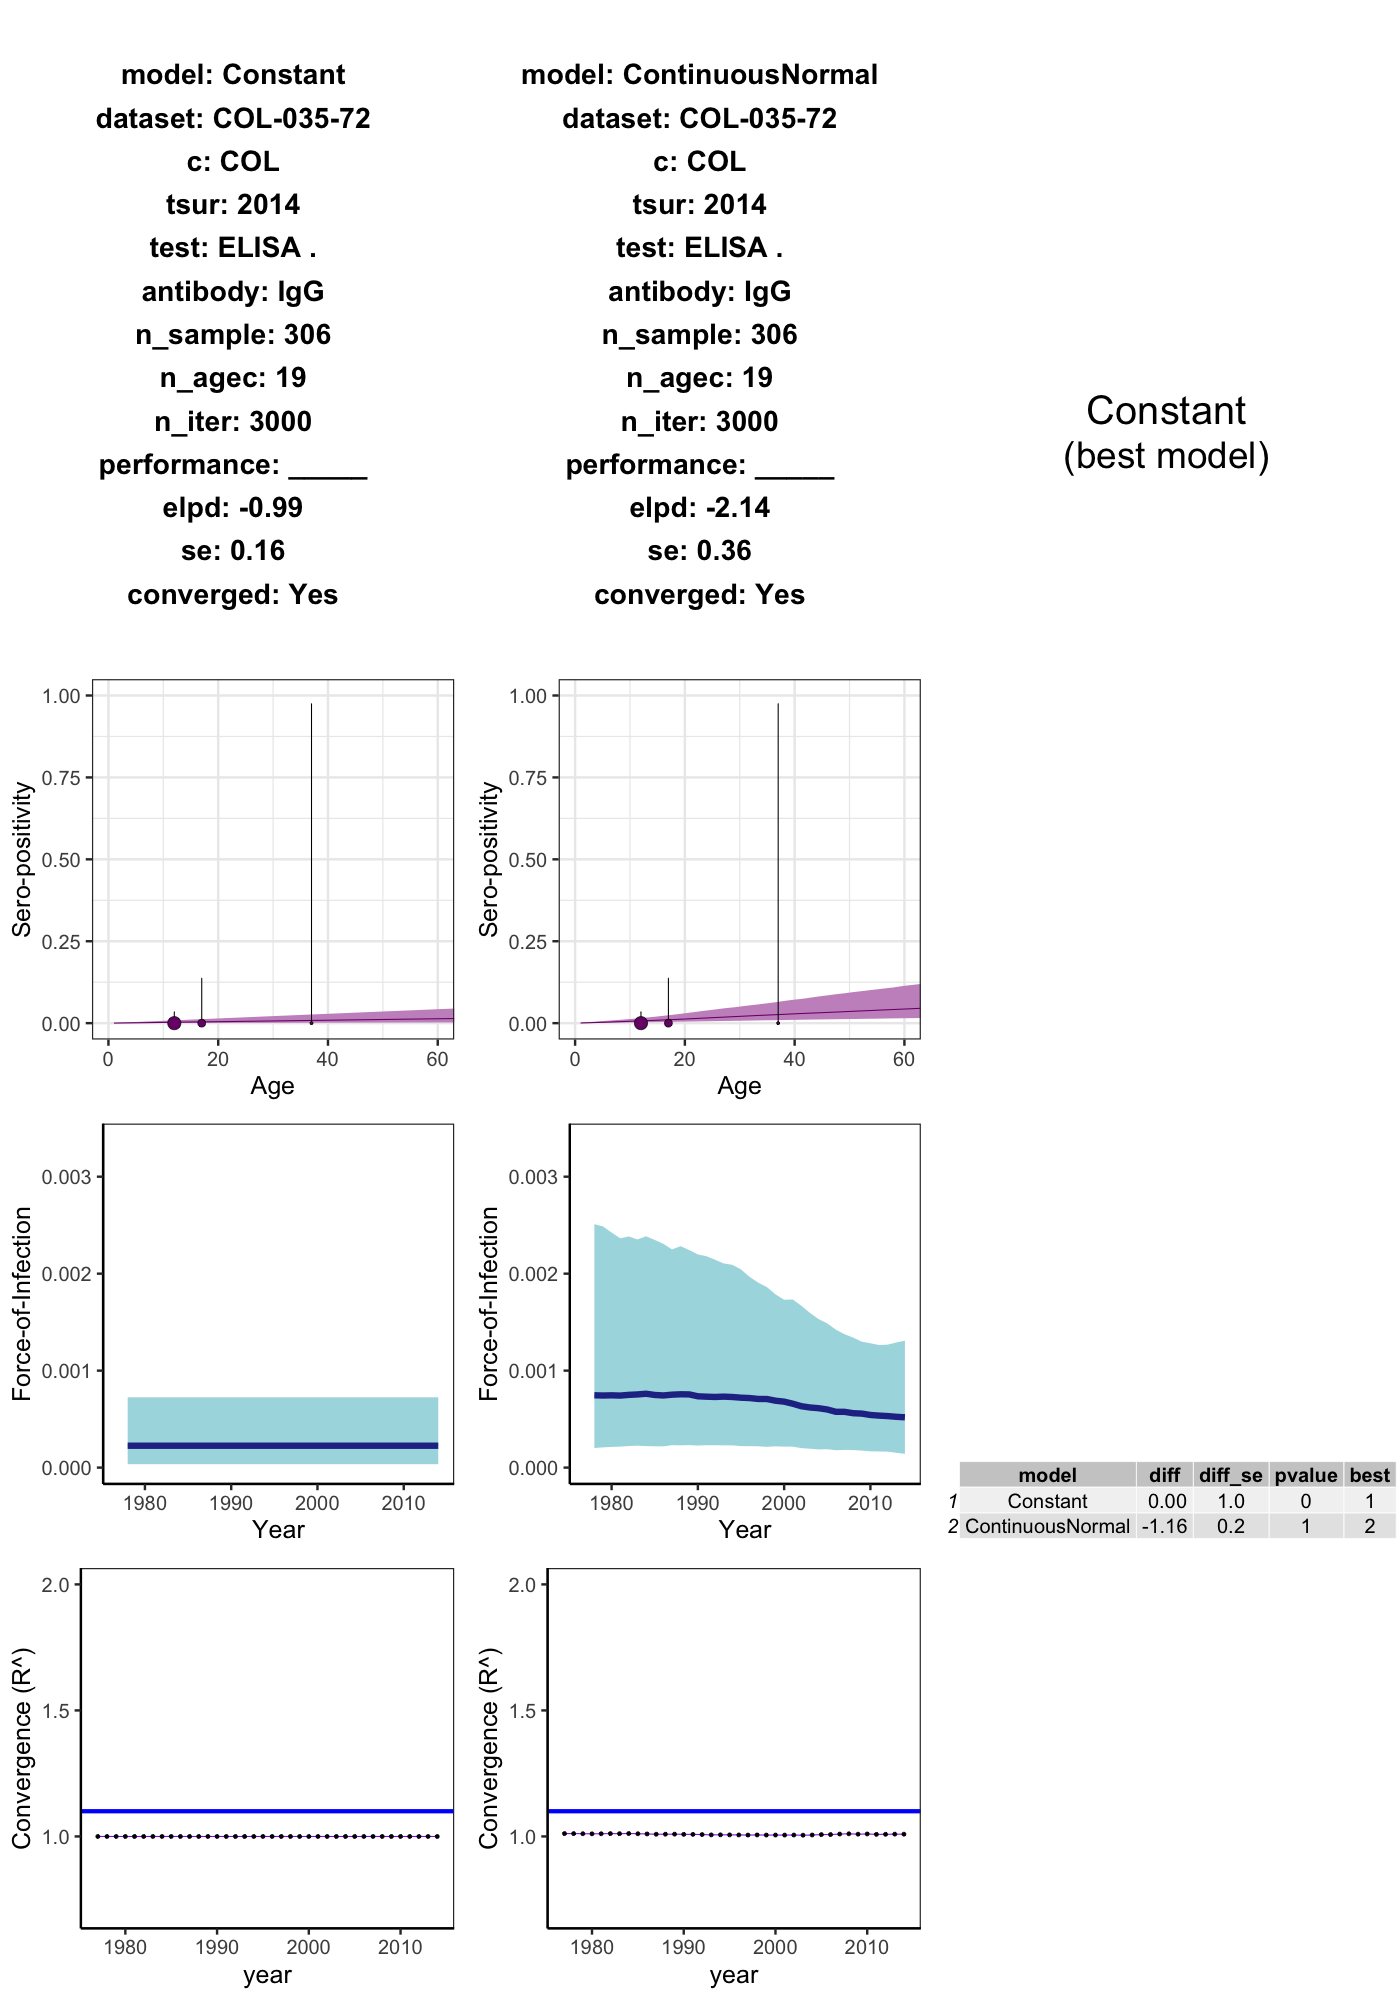 model: Constant
dataset: COL-035-72
c: COL
tsur: 2014
test: ELISA .
antibody: IgG
n_sample: 306
n_agec: 19
n_iter: 3000
performance: _____
elpd: -0.99
se: 0.16
converged: Yes
model: ContinuousNormal
dataset: COL-035-72
c: COL
tsur: 2014
test: ELISA .
antibody: IgG
n_sample: 306
n_agec: 19
n_iter: 3000
performance: _____
elpd: -2.14
se: 0.36
converged: Yes
Constant
(best model)
Sero-positivity
1.00
0.75
0.50
0.25
0.00
0 20 40 60
Age
Sero-positivity
1.00
0.75
0.50
0.25
0.00
0 20 40 60
Age
Force-of-Infection
0.003
0.002
0.001
0.000
1980 1990 2000 2010
Year
Force-of-Infection
0.003
0.002
0.001
0.000
1980 1990 2000 2010
Year
model diff diff_se pvalue best
1 Constant 0.00 1.0 0 1
2 ContinuousNormal -1.16 0.2 1 2
Convergence (R^)
2.0
1.5
1.0
1980 1990 2000 2010
year
Convergence (R^)
2.0
1.5
1.0
1980 1990 2000 2010
year